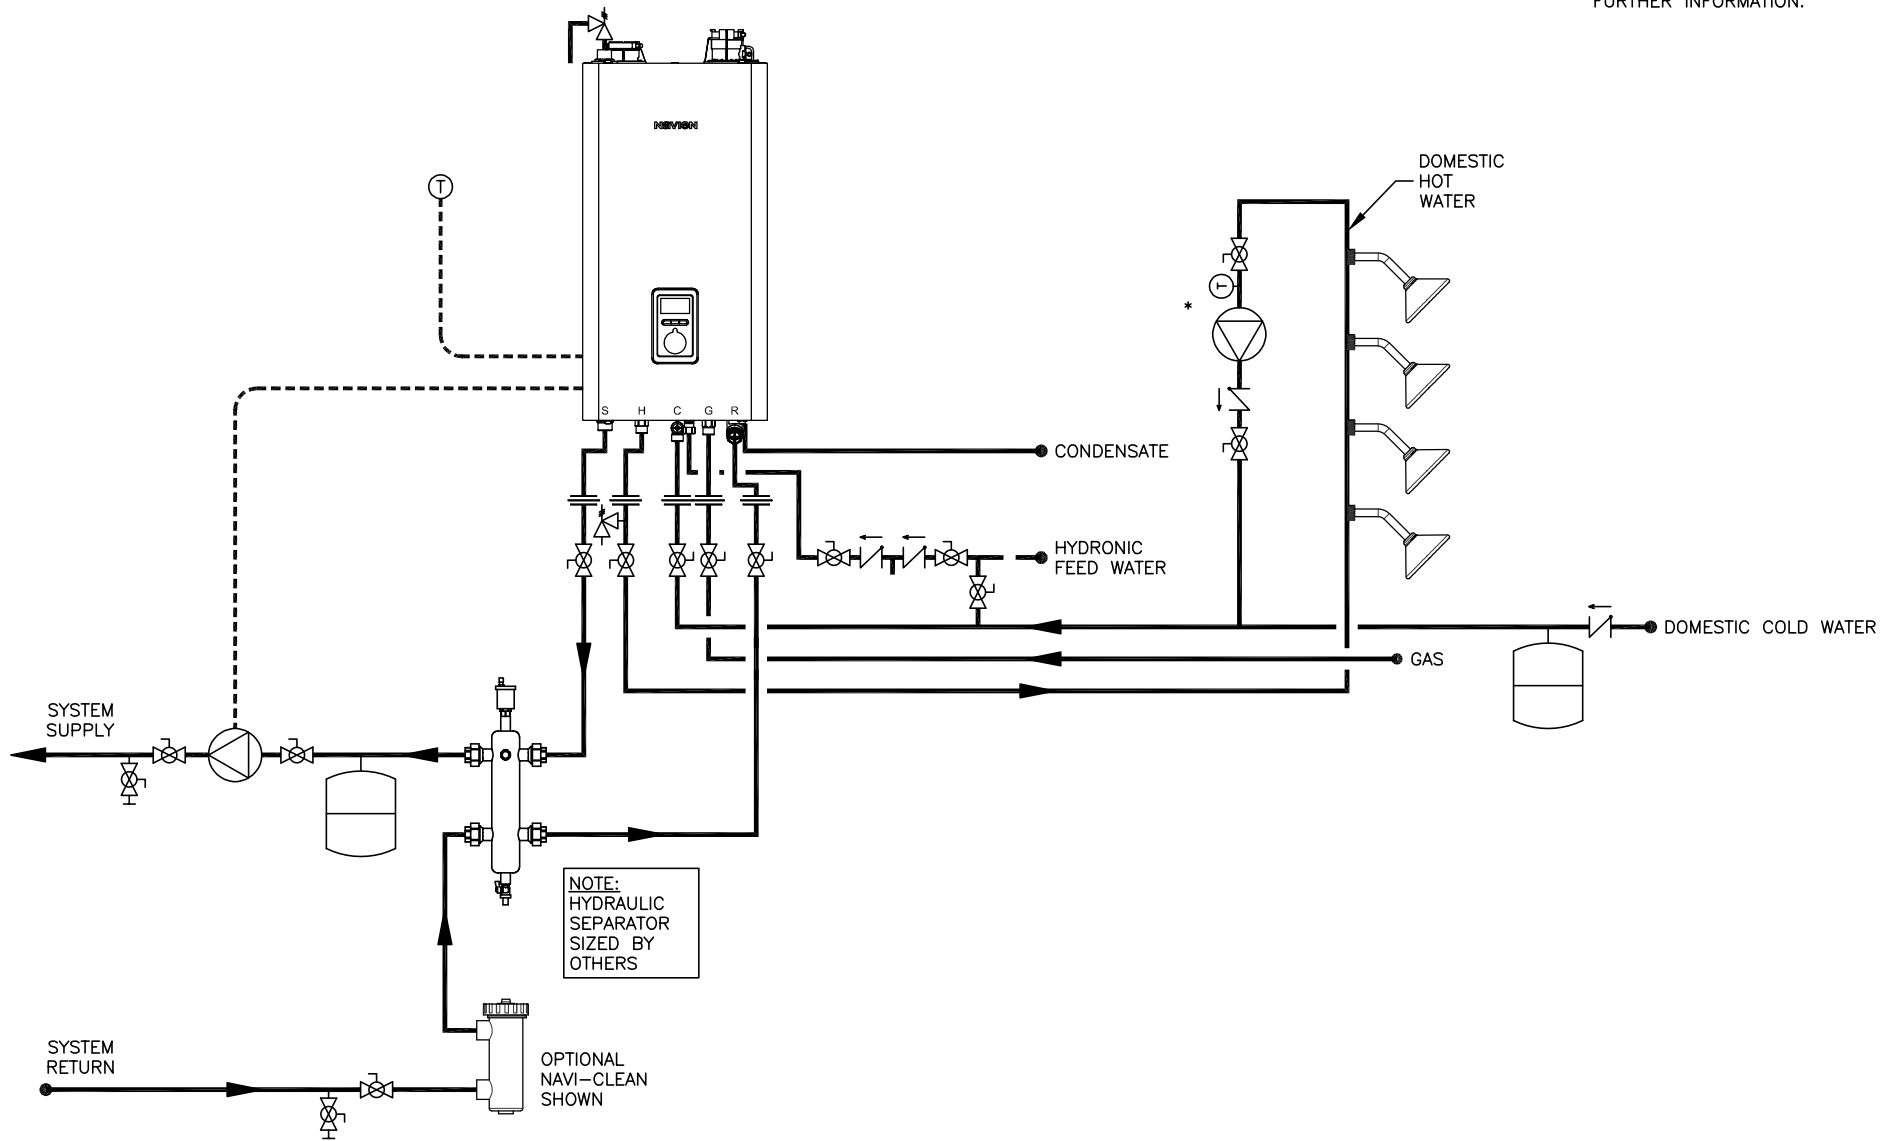 FURTHER INFORMATION.
NAVIEN
T
DOMESTIC
HOT
WATER
T
*
S H C G R
CONDENSATE
HYDRONIC
FEED WATER
DOMESTIC COLD WATER
GAS
SYSTEM
SUPPLY
NOTE:
HYDRAULIC
SEPARATOR
SIZED BY
OTHERS
SYSTEM
RETURN
OPTIONAL
NAVI-CLEAN
SHOWN